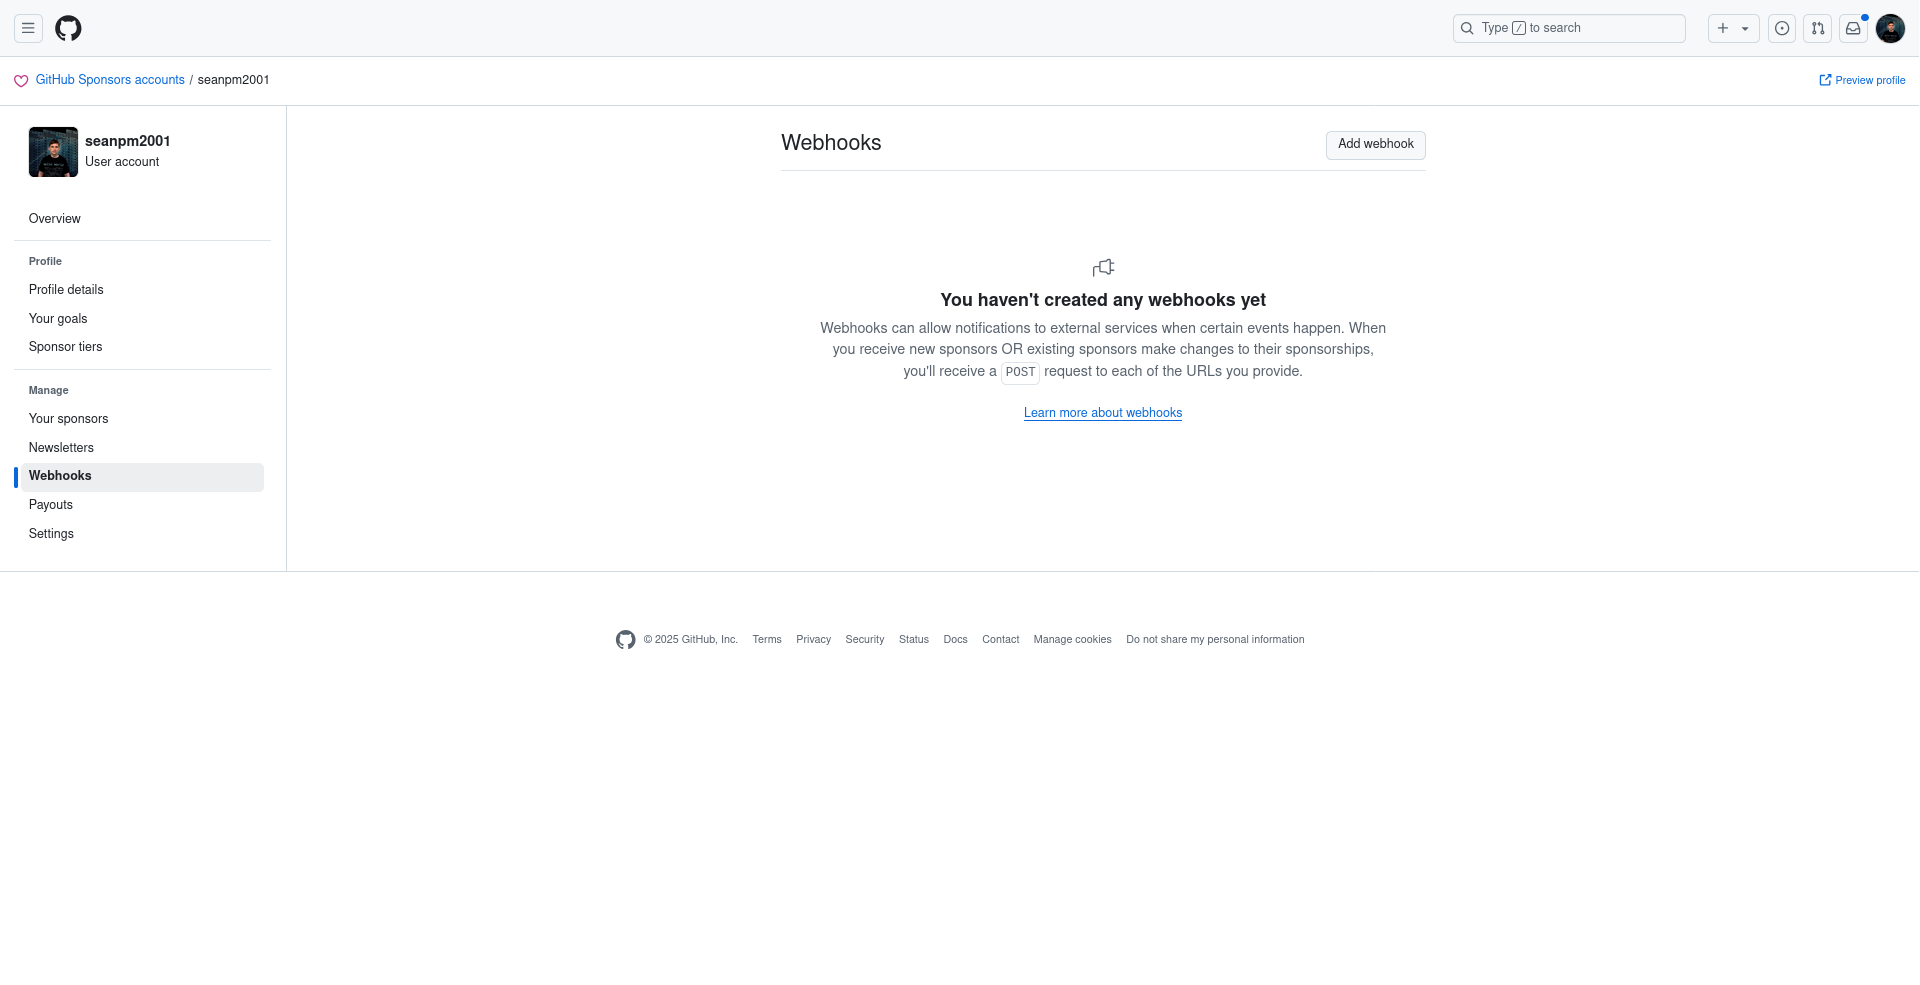 Type / to search
GitHub Sponsors accounts / seanpm2001
Preview profile
seanpm2001
User account
Overview
Profile
Profile details
Your goals
Sponsor tiers
Manage
Your sponsors
Newsletters
Webhooks
Payouts
Settings
Webhooks
Add webhook
You haven't created any webhooks yet
Webhooks can allow notifications to external services when certain events happen. When
you receive new sponsors OR existing sponsors make changes to their sponsorships,
you'll receive a POST request to each of the URLs you provide.
Learn more about webhooks
© 2025 GitHub, Inc. Terms Privacy Security Status Docs Contact Manage cookies Do not share my personal information